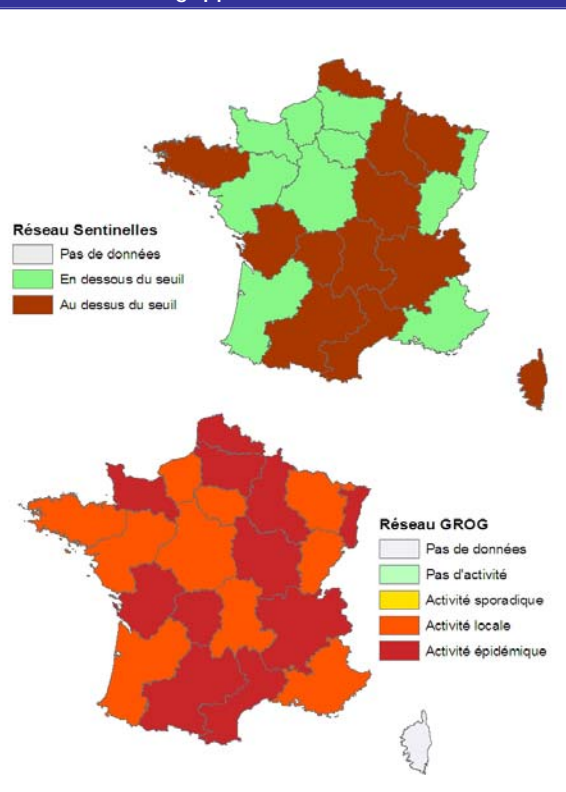 Réseau Sentinelles
Pas de données
En dessous du seuil
Au dessus du seuil
Réseau GROG
Pas de données
Pas d'activité
Activité sporadique
Activité locale
Activité épidémique